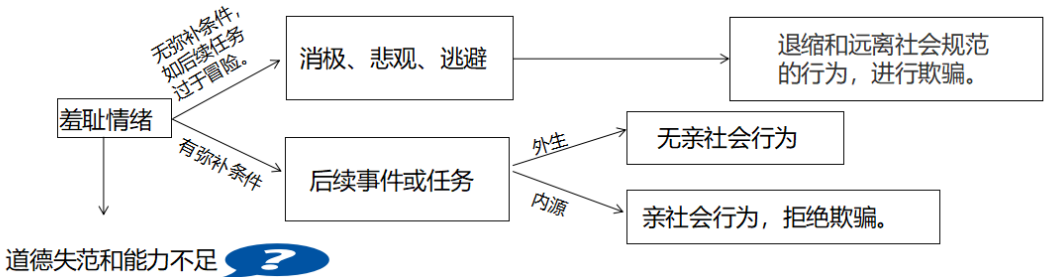 无弥补条件，
如后续任务
过于冒险。
消极、悲观、逃避
退缩和远离社会规范
的行为，进行欺骗。
羞耻情绪
有弥补条件
后续事件或任务
外生
无亲社会行为
内源
亲社会行为，拒绝欺骗。
道德失范和能力不足
?